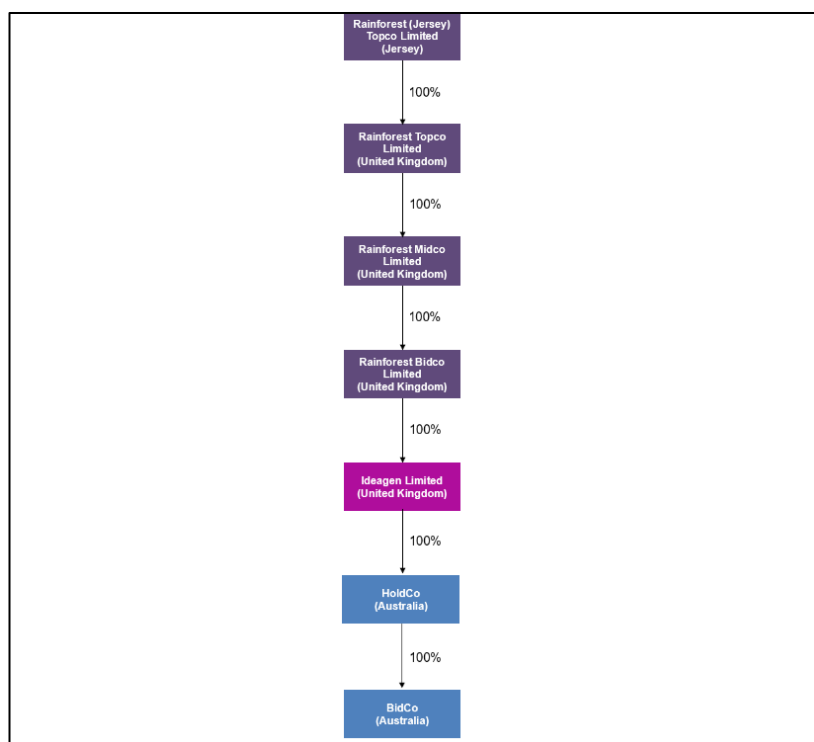 Rainforest (Jersey)
Topco Limited
(Jersey)
100%
Rainforest Topco
Limited
(United Kingdom)
100%
Rainforest Midco
Limited
(United Kingdom)
100%
Rainforest Bidco
Limited
(United Kingdom)
100%
Ideagen Limited
(United Kingdom)
100%
HoldCo
(Australia)
100%
BidCo
(Australia)